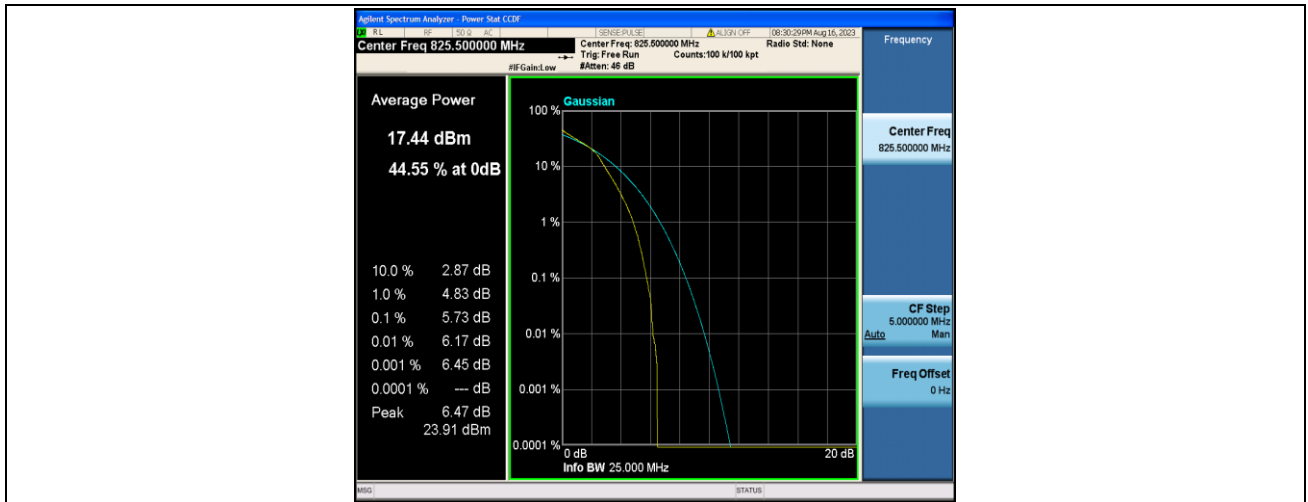 Agilent Spectrum Analyzer - Power Stat CCDF
RL RF 50 Ω AC SENSE:PULSE ALIGN OFF 08:30:29PM Aug 16, 2023
Center Freq 825.500000 MHz
Center Freq: 825.500000 MHz Radio Std: None
Trig: Free Run Counts:100 k/100 kpt
#IFGain:Low #Atten: 46 dB
Frequency
Average Power
17.44 dBm
44.55 % at 0dB
10.0 % 2.87 dB
1.0 % 4.83 dB
0.1 % 5.73 dB
0.01 % 6.17 dB
0.001 % 6.45 dB
0.0001 % --- dB
Peak 6.47 dB
23.91 dBm
Gaussian
100 %
10 %
1 %
0.1 %
0.01 %
0.001 %
0.0001 %
0 dB 20 dB
Info BW 25.000 MHz
Center Freq
825.500000 MHz
CF Step
5.000000 MHz
Auto Man
Freq Offset
0 Hz
MSG STATUS